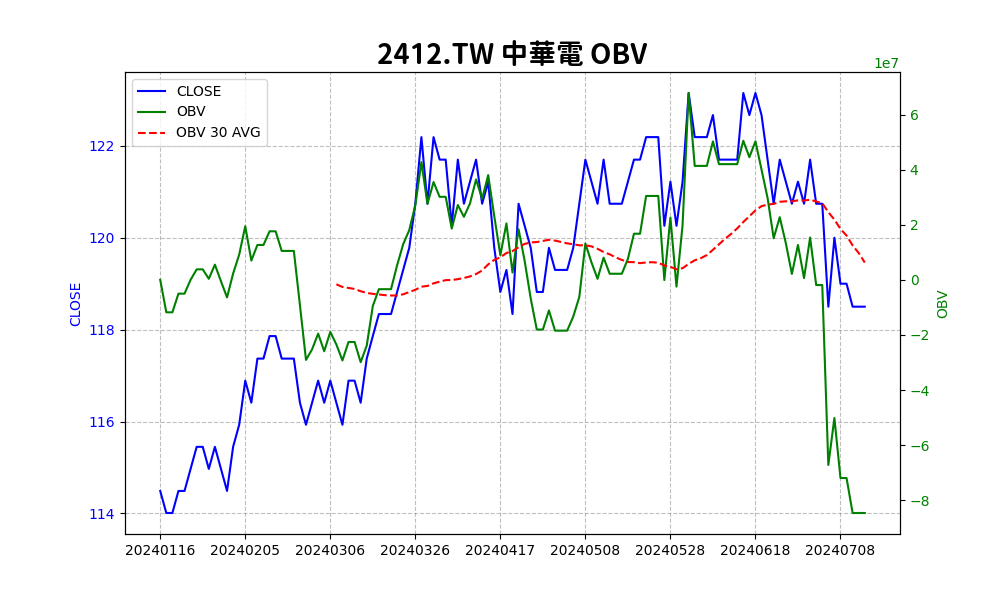 2412.TW 中華電 OBV
1e7
CLOSE
OBV
OBV 30 AVG
122
120
118
116
114
CLOSE
6
4
2
0
−2
−4
−6
−8
OBV
20240116 20240205 20240306 20240326 20240417 20240508 20240528 20240618 20240708